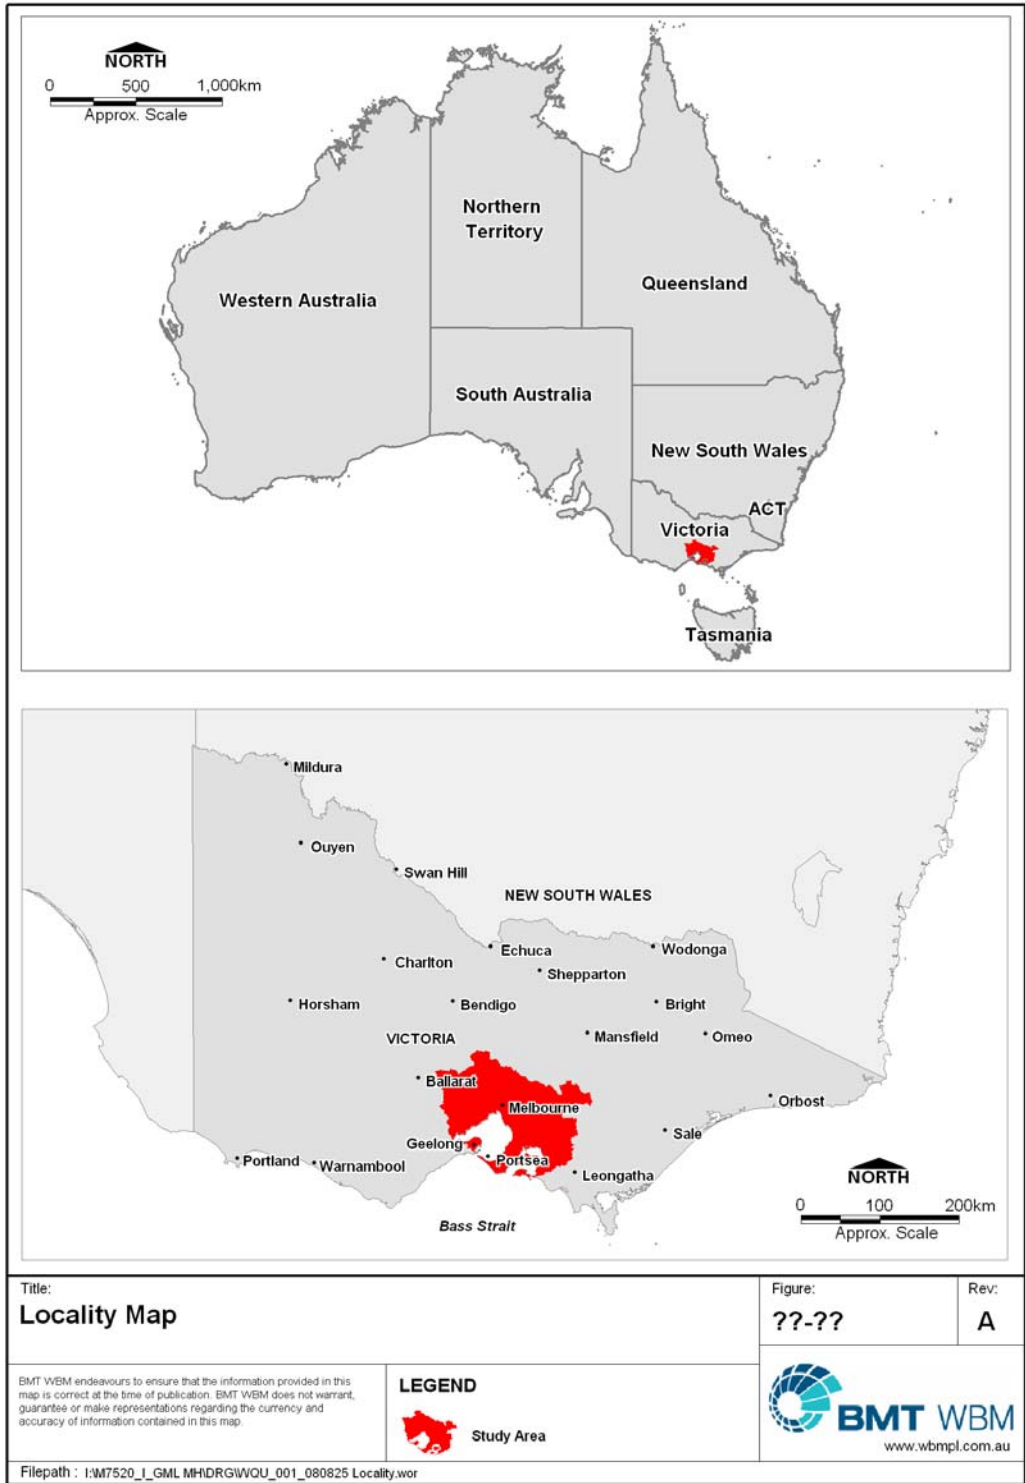 NORTH
0 500 1,000km
Approx. Scale
Northern
Territory
Queensland
Western Australia
South Australia
New South Wales
ACT
Victoria
Tasmania
Mildura
Ouyen
Swan Hill
NEW SOUTH WALES
Echuca
Wodonga
Charlton
Shepparton
Horsham
Bendigo
Bright
VICTORIA
Mansfield
Omeo
Ballarat
Melbourne
Orbost
Sale
Geelong
Portsea
Portland
Warnambool
Leongatha
NORTH
0 100 200km
Approx. Scale
Bass Strait
Title:
Locality Map
Figure:
??-??
Rev:
A
BMT WBM endeavours to ensure that the information provided in this
map is correct at the time of publication. BMT WBM does not warrant,
guarantee or make representations regarding the currency and
accuracy of information contained in this map.
LEGEND
Study Area
BMT WBM
www.wbmpl.com.au
Filepath : I:\M7520_I_GML MH\DRG\WQU_001_080825 Locality.wor